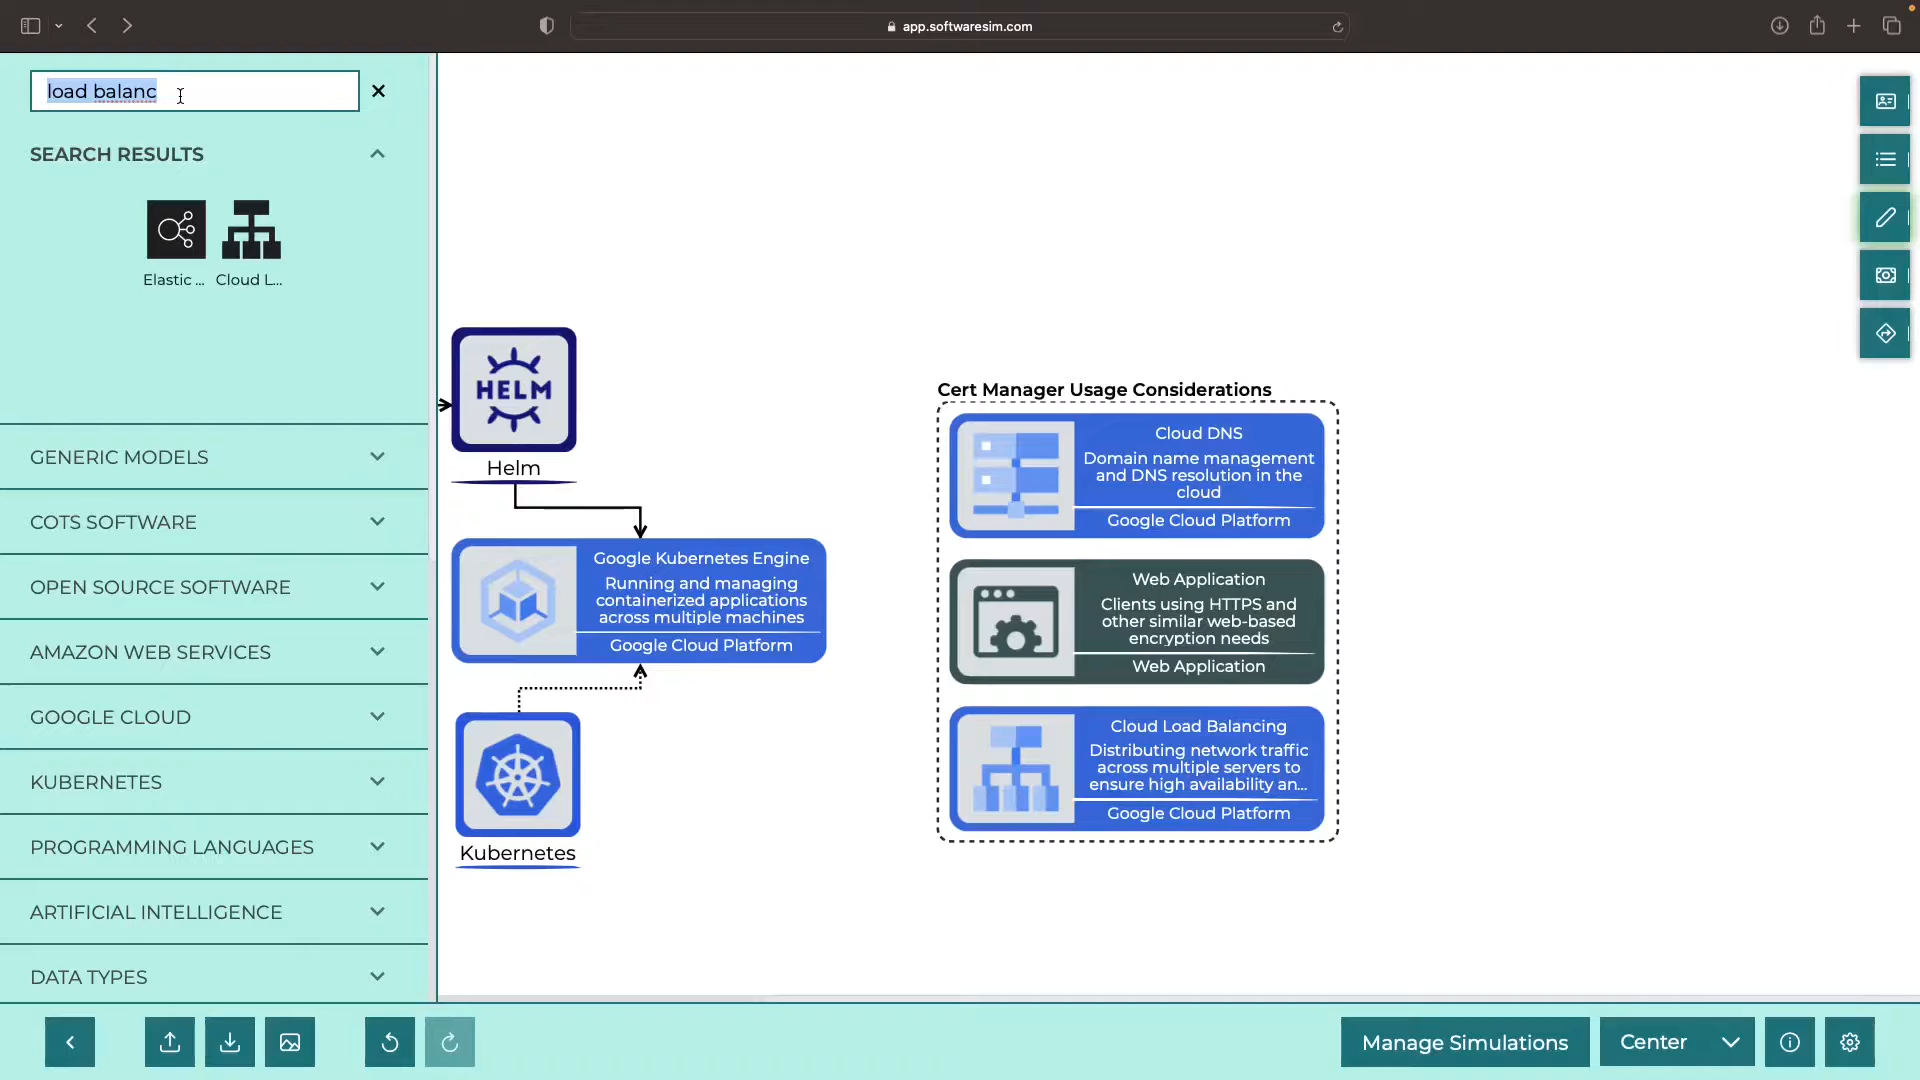 app.softwaresim.com
load balanc
SEARCH RESULTS
Elastic ...
Cloud L...
GENERIC MODELS
COTS SOFTWARE
OPEN SOURCE SOFTWARE
AMAZON WEB SERVICES
GOOGLE CLOUD
KUBERNETES
PROGRAMMING LANGUAGES
ARTIFICIAL INTELLIGENCE
DATA TYPES
HELM
Helm
Google Kubernetes Engine
Running and managing
containerized applications
across multiple machines
Google Cloud Platform
Kubernetes
Cert Manager Usage Considerations
Cloud DNS
Domain name management
and DNS resolution in the
cloud
Google Cloud Platform
Web Application
Clients using HTTPS and
other similar web-based
encryption needs
Web Application
Cloud Load Balancing
Distributing network traffic
across multiple servers to
ensure high availability an...
Google Cloud Platform
Manage Simulations
Center